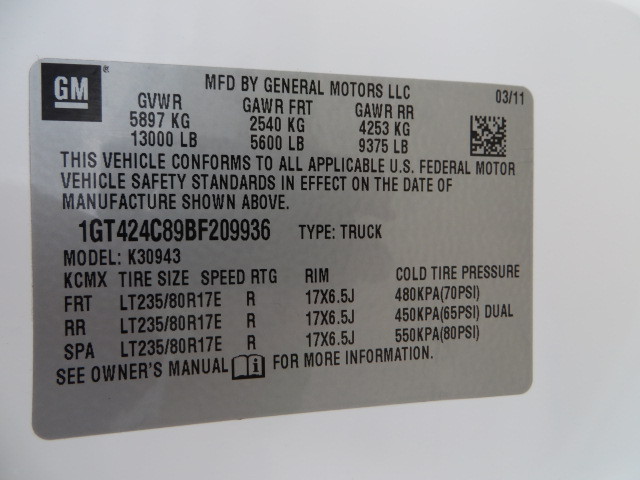 GM ® MFD BY GENERAL MOTORS LLC 03/11
GVWR GAWR FRT GAWR RR
5897 KG 2540 KG 4253 KG
13000 LB 5600 LB 9375 LB
THIS VEHICLE CONFORMS TO ALL APPLICABLE U.S. FEDERAL MOTOR
VEHICLE SAFETY STANDARDS IN EFFECT ON THE DATE OF
MANUFACTURE SHOWN ABOVE.
1GT424C89BF209936 TYPE: TRUCK
MODEL: K30943
KCMX TIRE SIZE SPEED RTG RIM COLD TIRE PRESSURE
FRT LT235/80R17E R 17X6.5J 480KPA(70PSI)
RR LT235/80R17E R 17X6.5J 450KPA(65PSI) DUAL
SPA LT235/80R17E R 17X6.5J 550KPA(80PSI)
SEE OWNER'S MANUAL FOR MORE INFORMATION.